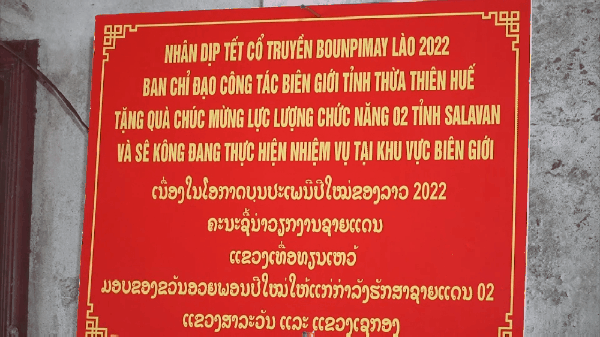 NHÂN DỊP TẾT CỔ TRUYỀN BOUNPIMAY LÀO 2022
BAN CHỈ ĐẠO CÔNG TÁC BIÊN GIỚI TỈNH THỪA THIÊN HUẾ
TẶNG QUÀ CHÚC MỪNG LỰC LƯỢNG CHỨC NĂNG 02 TỈNH SALAVAN
VÀ SÊ KÔNG ĐANG THỰC HIỆN NHIỆM VỤ TẠI KHU VỰC BIÊN GIỚI
ເນື່ອງໃນໂອກາດບຸນປະເພນີປີໃໝ່ຂອງລາວ 2022
ຄະນະຊີ້ນຳວຽກງານຊາຍແດນ
ແຂວງເທື່ອທຽນເຫວ້
ມອບຂອງຂວັນອວຍພອນປີໃໝ່ໃຫ້ແກ່ກຳລັງຮັກສາຊາຍແດນ 02
ແຂວງສາລະວັນ ແລະ ແຂວງເຊກອງ